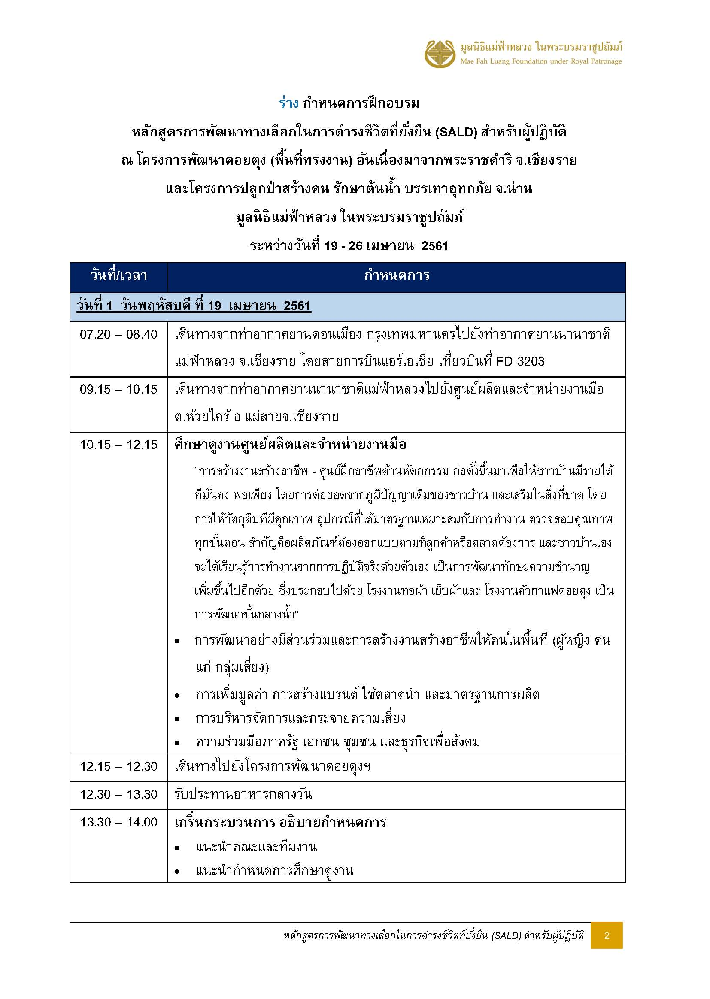 มูลนิธิแม่ฟ้าหลวง ในพระบรมราชูปถัมภ์
Mae Fah Luang Foundation under Royal Patronage
ร่าง กำหนดการฝึกอบรม
หลักสูตรการพัฒนาทางเลือกในการดำรงชีวิตที่ยั่งยืน (SALD) สำหรับผู้ปฏิบัติ
ณ โครงการพัฒนาดอยตุง (พื้นที่ทรงงาน) อันเนื่องมาจากพระราชดำริ จ.เชียงราย
และโครงการปลูกป่าสร้างคน รักษาต้นน้ำ บรรเทาอุทกภัย จ.น่าน
มูลนิธิแม่ฟ้าหลวง ในพระบรมราชูปถัมภ์
ระหว่างวันที่ 19 - 26 เมษายน 2561
วันที่/เวลา กำหนดการ
วันที่ 1 วันพฤหัสบดี ที่ 19 เมษายน 2561
07.20 – 08.40 เดินทางจากท่าอากาศยานดอนเมือง กรุงเทพมหานครไปยังท่าอากาศยานนานาชาติ
แม่ฟ้าหลวง จ.เชียงราย โดยสายการบินแอร์เอเชีย เที่ยวบินที่ FD 3203
09.15 – 10.15 เดินทางจากท่าอากาศยานนานาชาติแม่ฟ้าหลวงไปยังศูนย์ผลิตและจำหน่ายงานมือ
ต.ห้วยไคร้ อ.แม่สายจ.เชียงราย
10.15 – 12.15 ศึกษาดูงานศูนย์ผลิตและจำหน่ายงานมือ
“การสร้างงานสร้างอาชีพ - ศูนย์ฝึกอาชีพด้านหัตถกรรม ก่อตั้งขึ้นมาเพื่อให้ชาวบ้านมีรายได้
ที่มั่นคง พอเพียง โดยการต่อยอดจากภูมิปัญญาเดิมของชาวบ้าน และเสริมในสิ่งที่ขาด โดย
การให้วัตถุดิบที่มีคุณภาพ อุปกรณ์ที่ได้มาตรฐานเหมาะสมกับการทำงาน ตรวจสอบคุณภาพ
ทุกขั้นตอน สำคัญคือผลิตภัณฑ์ต้องออกแบบตามที่ลูกค้าหรือตลาดต้องการ และชาวบ้านเอง
จะได้เรียนรู้การทำงานจากการปฏิบัติจริงด้วยตัวเอง เป็นการพัฒนาทักษะความชำนาญ
เพิ่มขึ้นไปอีกด้วย ซึ่งประกอบไปด้วย โรงงานทอผ้า เย็บผ้าและ โรงงานคั่วกาแฟดอยตุง เป็น
การพัฒนาขั้นกลางน้ำ”
• การพัฒนาอย่างมีส่วนร่วมและการสร้างงานสร้างอาชีพให้คนในพื้นที่ (ผู้หญิง คน
แก่ กลุ่มเสี่ยง)
• การเพิ่มมูลค่า การสร้างแบรนด์ ใช้ตลาดนำ และมาตรฐานการผลิต
• การบริหารจัดการและกระจายความเสี่ยง
• ความร่วมมือภาครัฐ เอกชน ชุมชน และธุรกิจเพื่อสังคม
12.15 – 12.30 เดินทางไปยังโครงการพัฒนาดอยตุงฯ
12.30 – 13.30 รับประทานอาหารกลางวัน
13.30 – 14.00 เกริ่นกระบวนการ อธิบายกำหนดการ
• แนะนำคณะและทีมงาน
• แนะนำกำหนดการศึกษาดูงาน
หลักสูตรการพัฒนาทางเลือกในการดำรงชีวิตที่ยั่งยืน (SALD) สำหรับผู้ปฏิบัติ 2